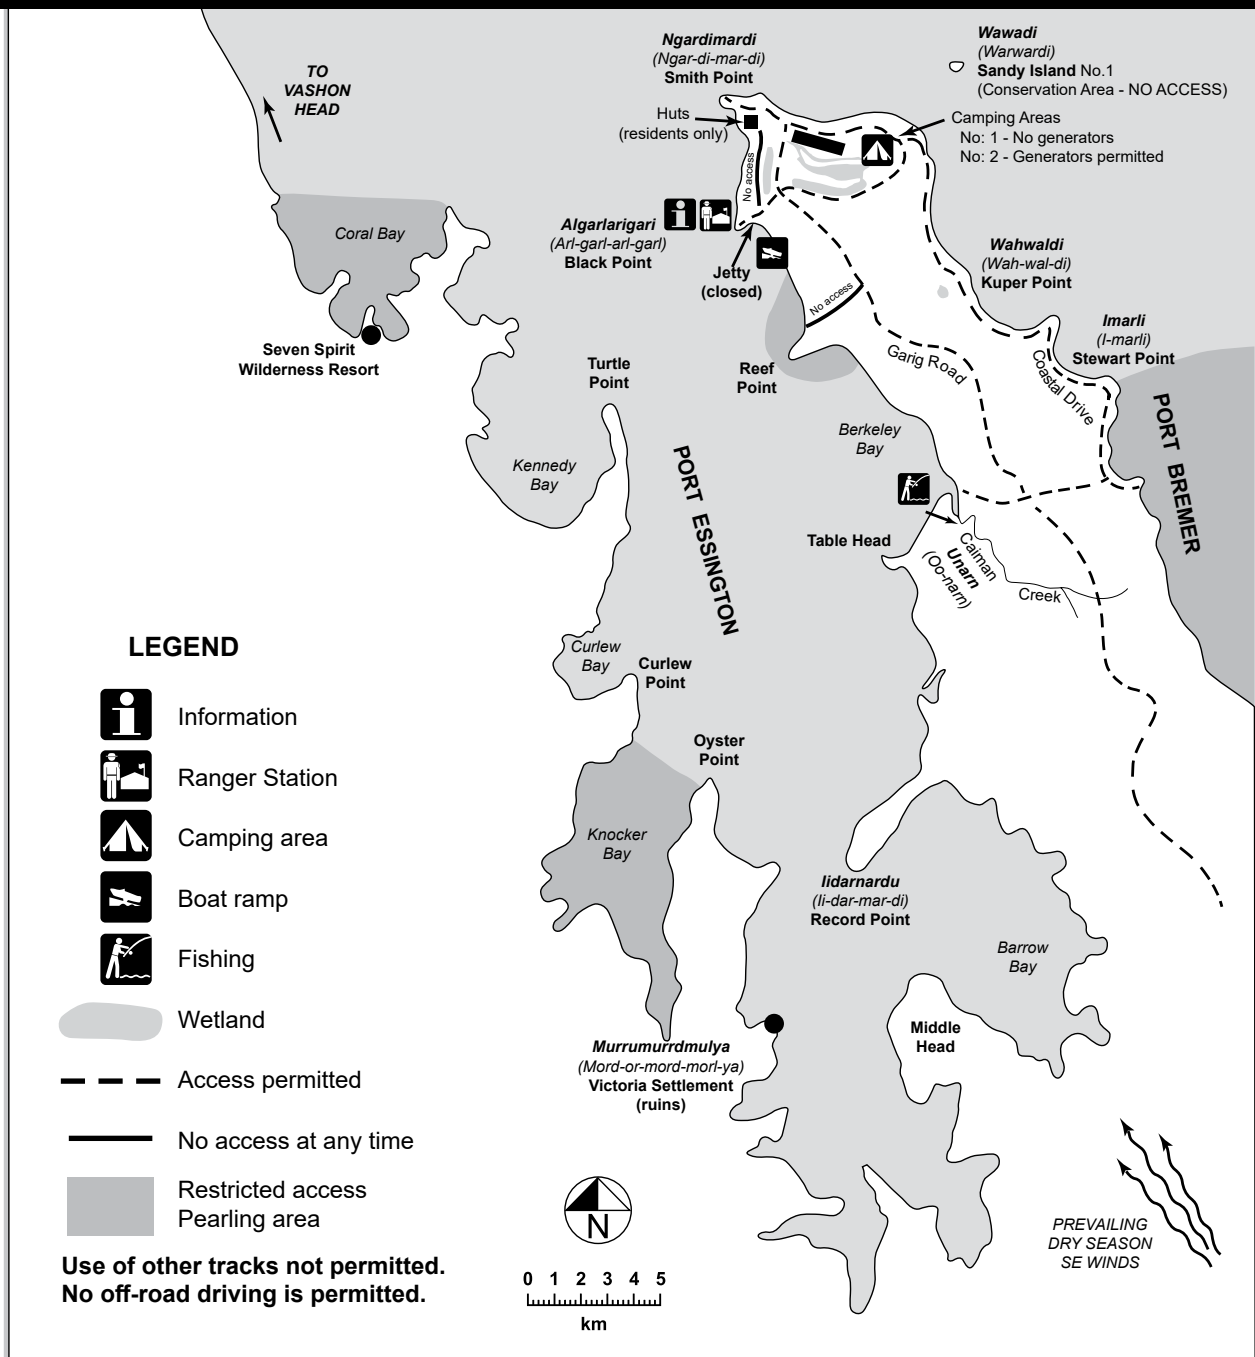 Ngardimardi
(Ngar-di-mar-di)
Smith Point
Wawadi
(Warwardi)
Sandy Island No.1
(Conservation Area - NO ACCESS)
TO
VASHON
HEAD
Huts
(residents only)
Camping Areas
No: 1 - No generators
No: 2 - Generators permitted
No access
Coral Bay
Algarlarigari
(Arl-garl-arl-garl)
Black Point
Jetty
(closed)
Wahwaldi
(Wah-wal-di)
Kuper Point
No access
Imarli
(I-marli)
Stewart Point
Seven Spirit
Wilderness Resort
Turtle
Point
Reef
Point
Garig Road
Coastal Drive
PORT BREMER
Berkeley
Bay
Kennedy
Bay
PORT ESSINGTON
Table Head
Caiman
Unarn
(Oo-narn)
Creek
LEGEND
Information
Ranger Station
Camping area
Boat ramp
Fishing
Wetland
Access permitted
No access at any time
Restricted access
Pearling area
Use of other tracks not permitted.
No off-road driving is permitted.
Curlew
Bay
Curlew
Point
Oyster
Point
Knocker
Bay
Iidarnardu
(Ii-dar-mar-di)
Record Point
Barrow
Bay
Middle
Head
Murrumurrdmulya
(Mord-or-mord-morl-ya)
Victoria Settlement
(ruins)
N
0 1 2 3 4 5
km
PREVAILING
DRY SEASON
SE WINDS